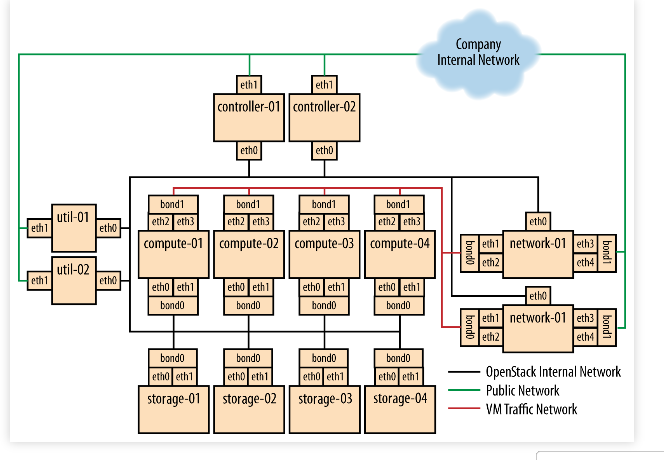 Company
Internal Network
eth1
eth1
controller-01
controller-02
eth0
eth0
util-01
eth1
eth0
util-02
eth1
eth0
bond1
bond1
bond1
bond1
eth2 eth3
eth2 eth3
eth2 eth3
eth2 eth3
compute-01
compute-02
compute-03
compute-04
eth0 eth1
eth0 eth1
eth0 eth1
eth0 eth1
bond0
bond0
bond0
bond0
eth0
bond0
eth1
eth2
network-01
eth3
eth4
bond1
eth0
bond0
eth1
eth2
network-01
eth3
eth4
bond1
bond0
bond0
bond0
bond0
eth0 eth1
eth0 eth1
eth0 eth1
eth0 eth1
storage-01
storage-02
storage-03
storage-04
OpenStack Internal Network
Public Network
VM Traffic Network